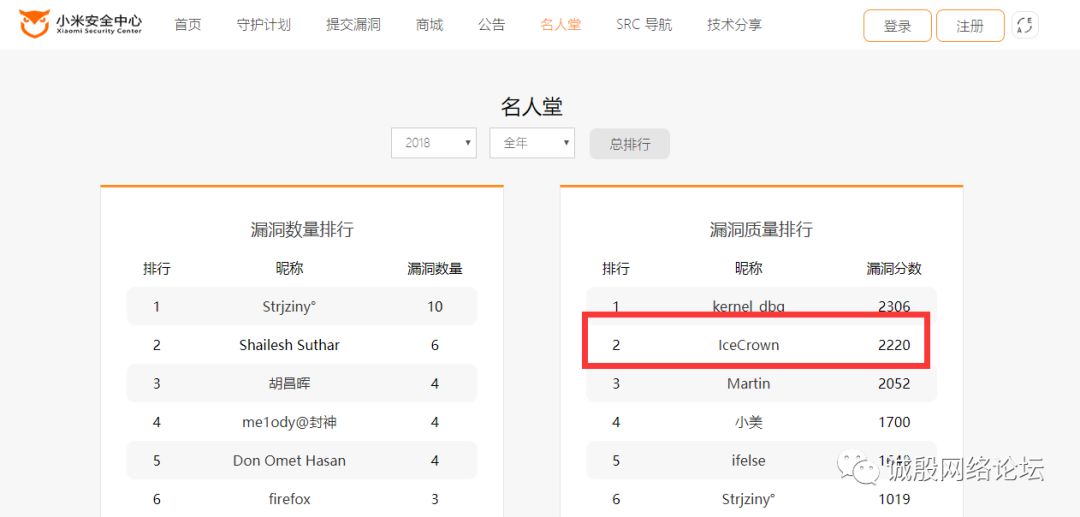 小米安全中心
Xiaomi Security Center
首页 守护计划 提交漏洞 商城 公告 名人堂 SRC 导航 技术分享 登录 注册
名人堂
2018 全年 总排行
漏洞数量排行
排行 昵称 漏洞数量
1 Strjziny° 10
2 Shailesh Suthar 6
3 胡昌晖 4
4 me1ody@封神 4
5 Don Omet Hasan 4
6 firefox 3
漏洞质量排行
排行 昵称 漏洞分数
1 kernel_dbg 2306
2 IceCrown 2220
3 Martin 2052
4 小美 1700
5 ifelse
6 Strjziny° 1019
诚殷网络论坛